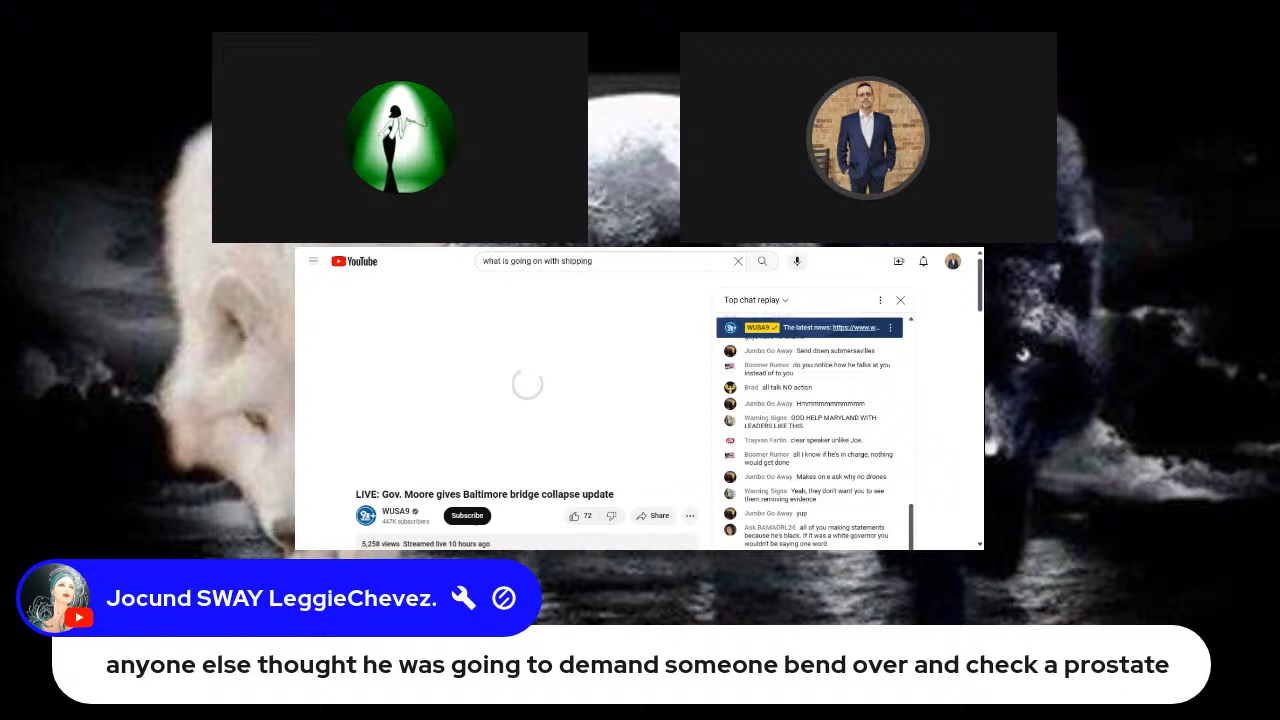 YouTube
what is going on with shipping
Top chat replay
WUSA9 The latest news: https://www.w...
Jumbo Go Away Send down submersavilles
Boomer Rumor do you notice how he talks at you
instead of to you
Brad all talk NO action
Jumbo Go Away Hmmmmmmmmmmm
Warning Signs GOD HELP MARYLAND WITH
LEADERS LIKE THIS.
Trayvon Fartin clear speaker unlike Joe.
Boomer Rumor all I know if he's in charge, nothing
would get done
Jumbo Go Away Makes on a ask why no drones
Warning Signs Yeah, they don't want you to see
them removing evidence
Jumbo Go Away yup
Ask BAMAGRL26 all of you making statements
because he's black. If it was a white governor you
wouldn't be saying one word
LIVE: Gov. Moore gives Baltimore bridge collapse update
WUSA9
447K subscribers
Subscribe
72
Share
5,258 views Streamed live 10 hours ago
Jocund SWAY LeggieChevez.
anyone else thought he was going to demand someone bend over and check a prostate